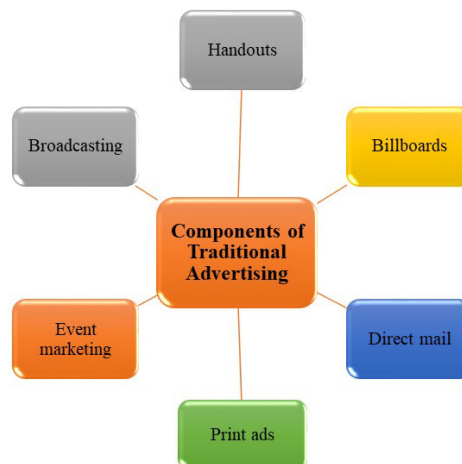 Handouts
Broadcasting
Billboards
Components of
Traditional
Advertising
Event
marketing
Direct mail
Print ads